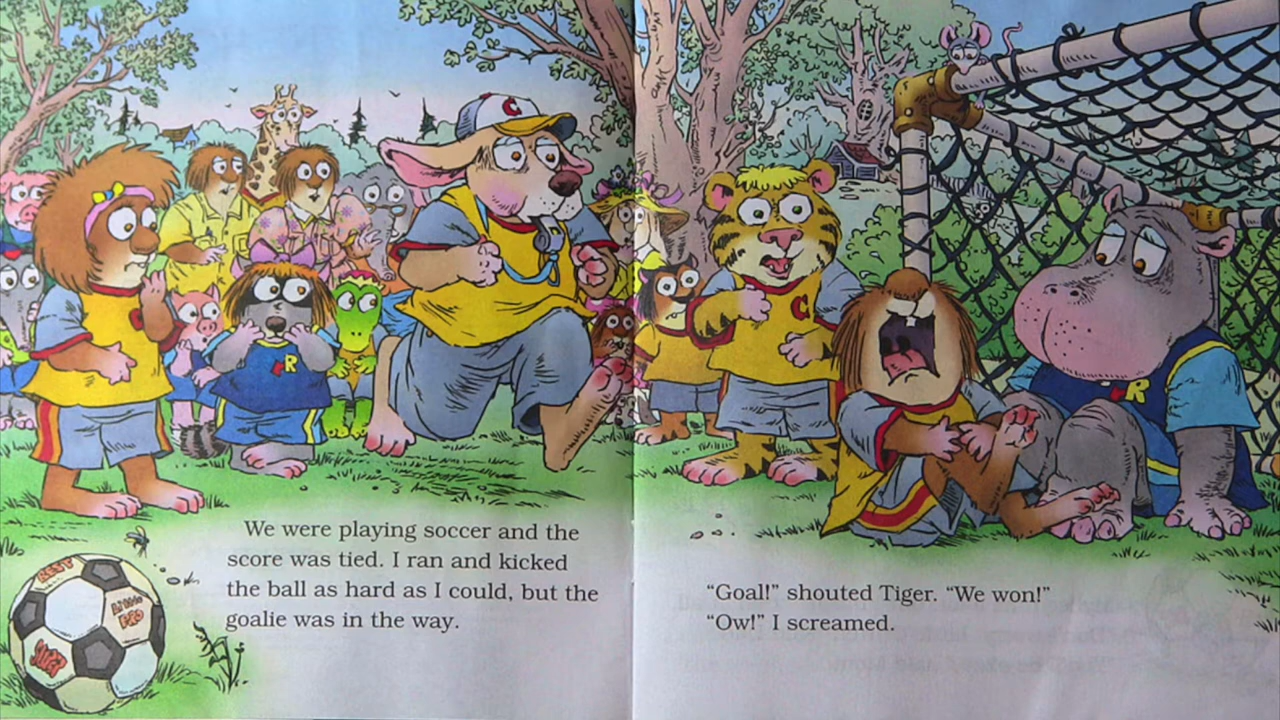 We were playing soccer and the
score was tied. I ran and kicked
the ball as hard as I could, but the
goalie was in the way.
"Goal!" shouted Tiger. "We won!"
"Ow!" I screamed.
C
C
R
R